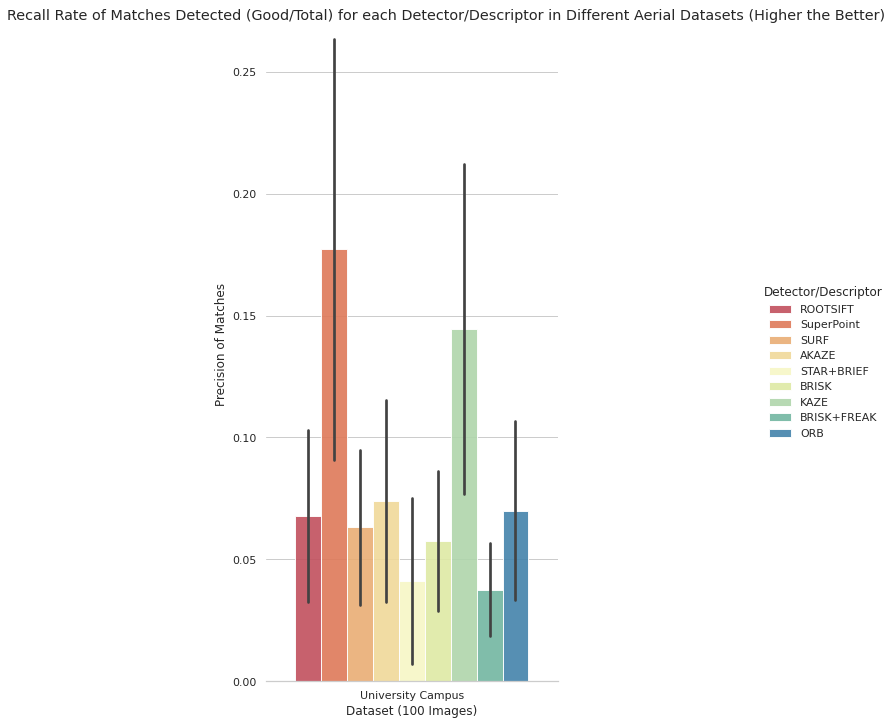 Recall Rate of Matches Detected (Good/Total) for each Detector/Descriptor in Different Aerial Datasets (Higher the Better)
0.25
0.20
0.15
0.10
0.05
0.00
Precision of Matches
University Campus
Dataset (100 Images)
Detector/Descriptor
ROOTSIFT
SuperPoint
SURF
AKAZE
STAR+BRIEF
BRISK
KAZE
BRISK+FREAK
ORB